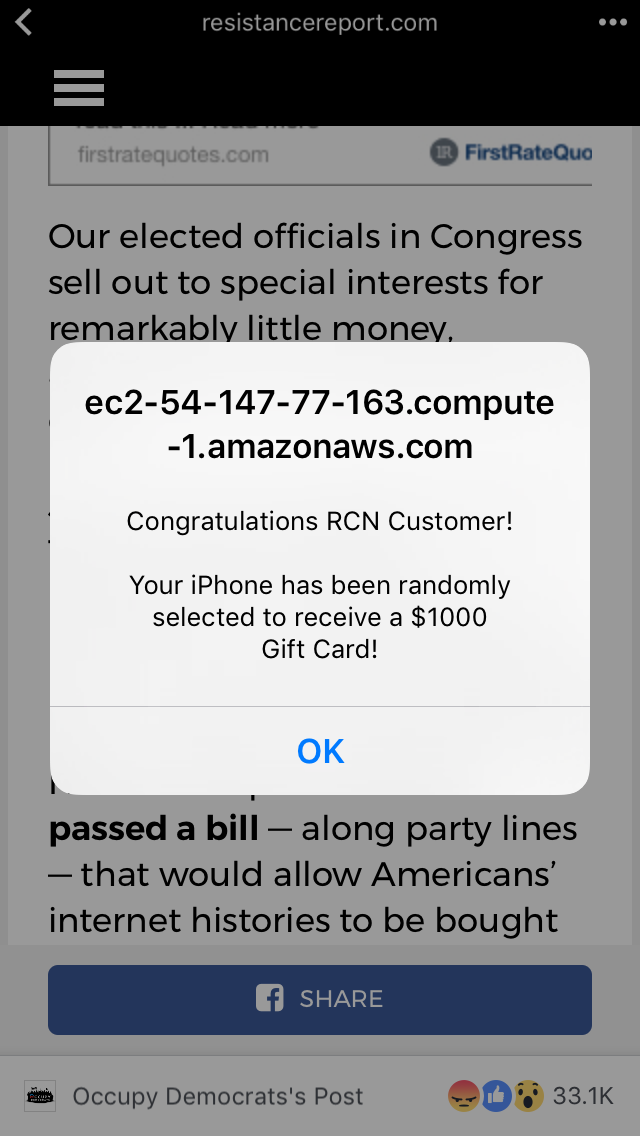 resistancereport.com
firstratequotes.com
1R FirstRateQuo
Our elected officials in Congress
sell out to special interests for
remarkably little money,
ec2-54-147-77-163.compute
-1.amazonaws.com
Congratulations RCN Customer!
Your iPhone has been randomly
selected to receive a $1000
Gift Card!
OK
passed a bill — along party lines
— that would allow Americans’
internet histories to be bought
SHARE
Occupy Democrats's Post
33.1K